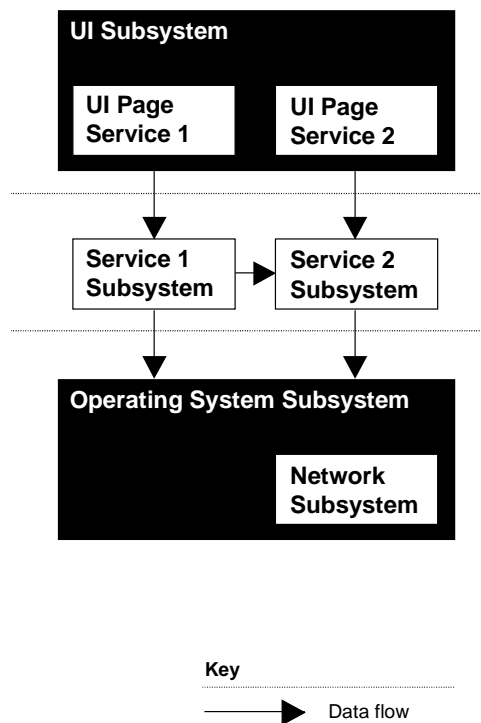 UI Subsystem
UI Page
Service 1
UI Page
Service 2
Service 1
Subsystem
Service 2
Subsystem
Operating System Subsystem
Network
Subsystem
Key
Data flow